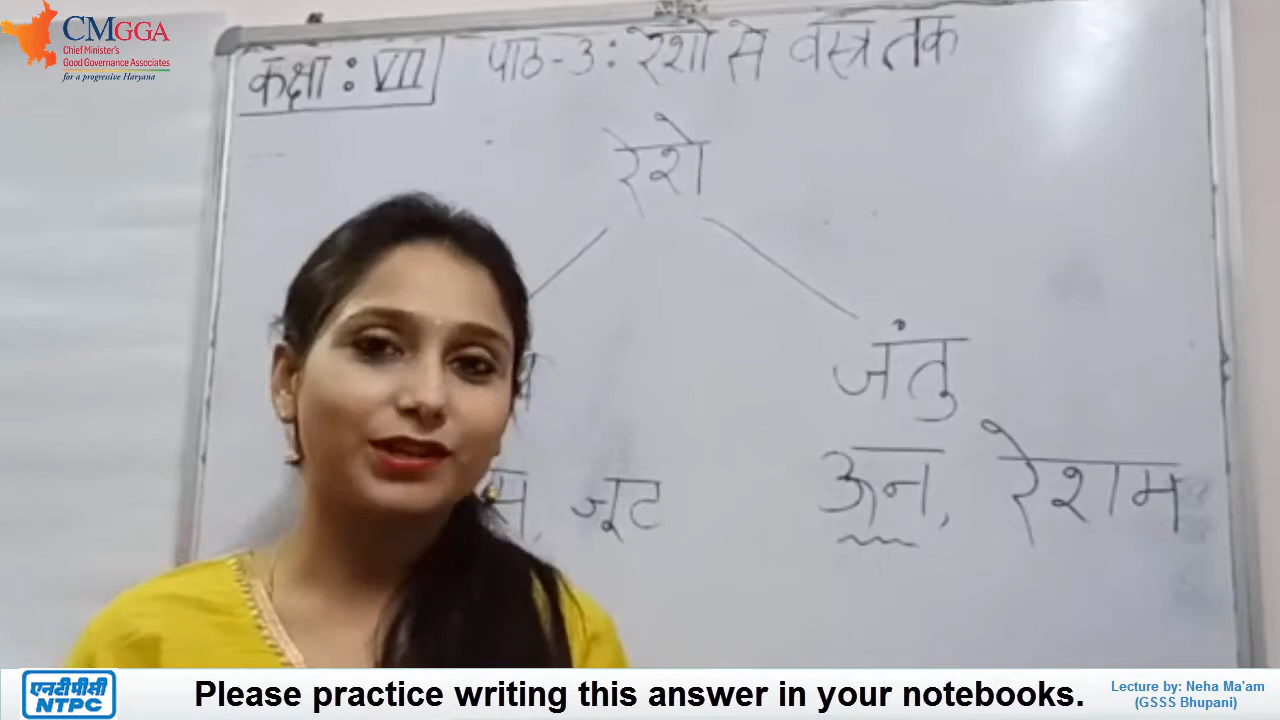 CMGGA
Chief Minister's
Good Governance Associates
for a progressive Haryana
कक्षा : VII
पाठ-3 : रेशों से वस्त्र तक
रेशे
जंतु
जूट
ऊन, रेशम
एनटीपीसी
NTPC
Please practice writing this answer in your notebooks.
Lecture by: Neha Ma'am
(GSSS Bhupani)